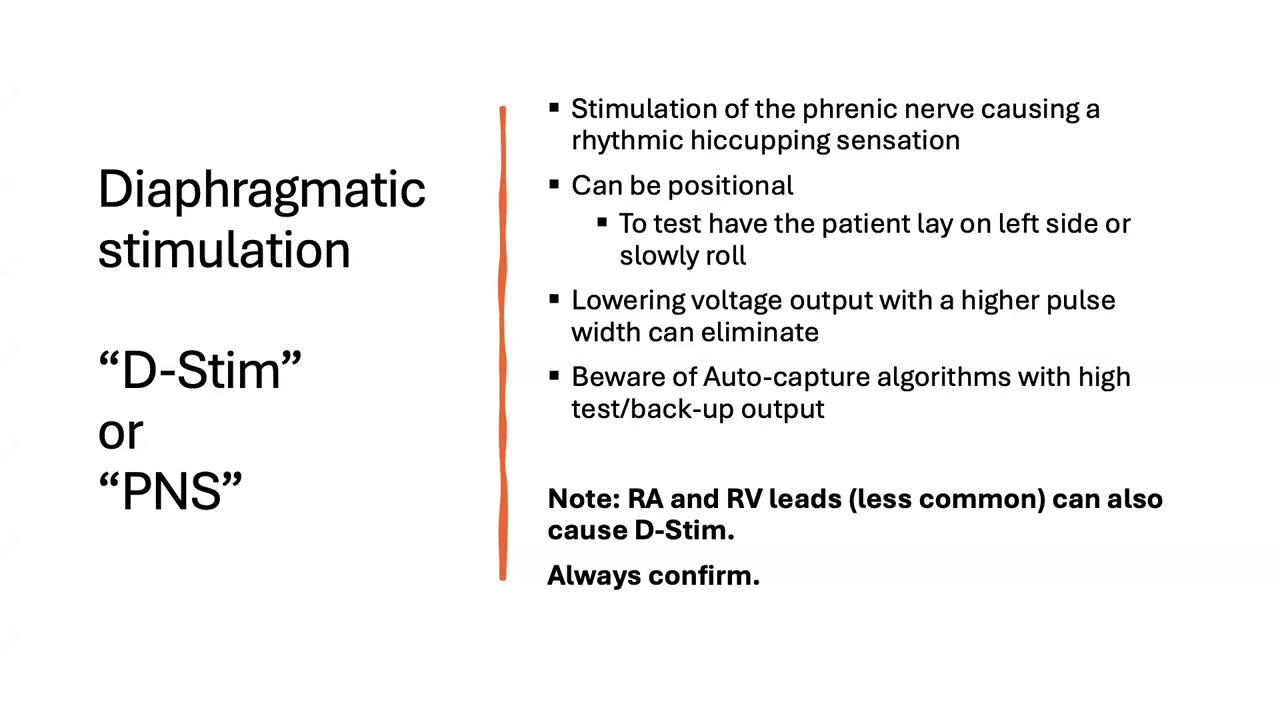 Diaphragmatic
stimulation
“D-Stim”
or
“PNS”
▪ Stimulation of the phrenic nerve causing a
rhythmic hiccupping sensation
▪ Can be positional
▪ To test have the patient lay on left side or
slowly roll
▪ Lowering voltage output with a higher pulse
width can eliminate
▪ Beware of Auto-capture algorithms with high
test/back-up output
Note: RA and RV leads (less common) can also
cause D-Stim.
Always confirm.